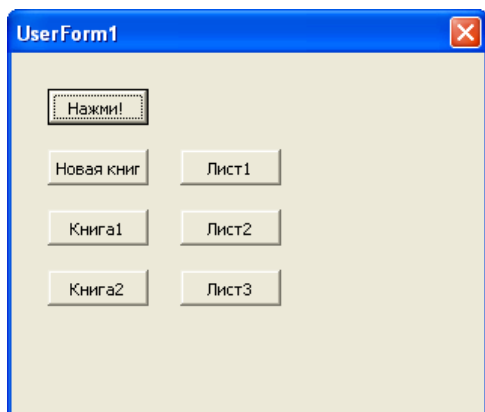 UserForm1
Нажми!
Новая книг Лист1
Книга1 Лист2
Книга2 Лист3